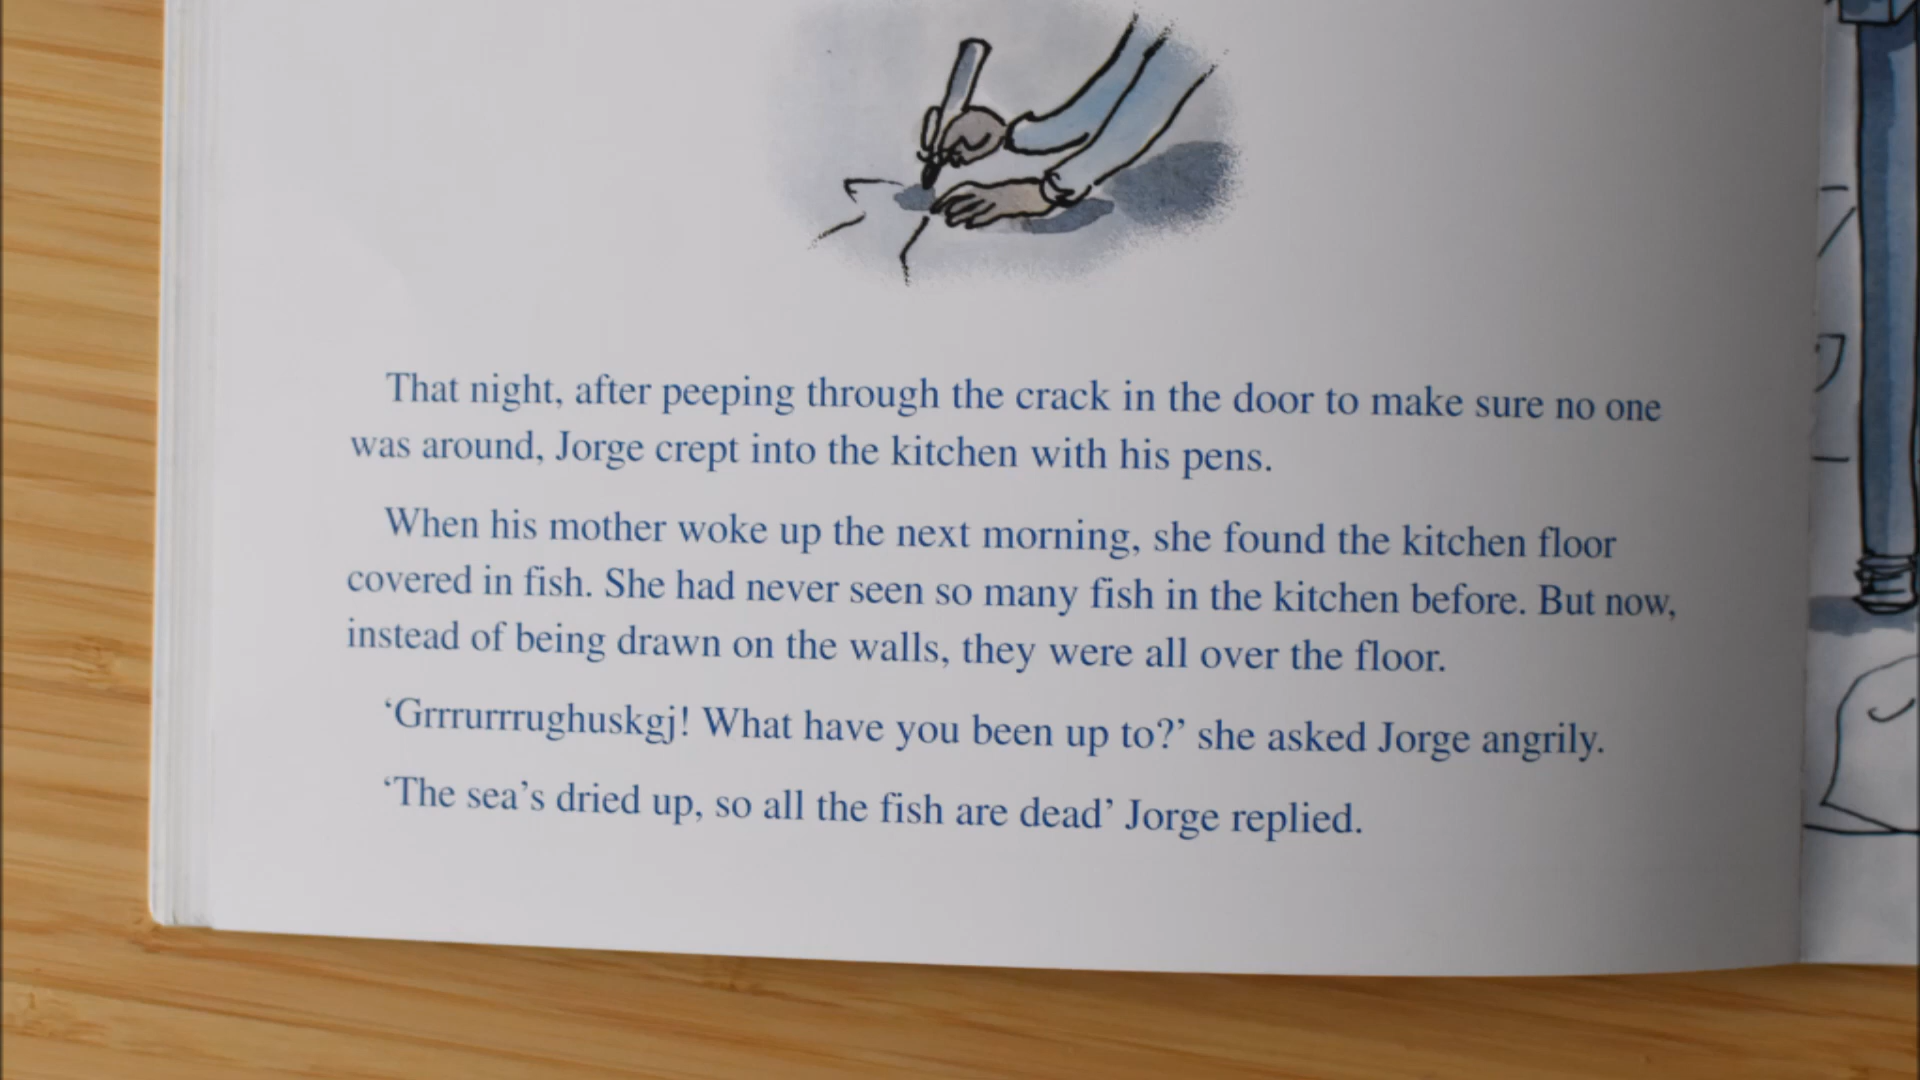 That night, after peeping through the crack in the door to make sure no one
was around, Jorge crept into the kitchen with his pens.
When his mother woke up the next morning, she found the kitchen floor
covered in fish. She had never seen so many fish in the kitchen before. But now,
instead of being drawn on the walls, they were all over the floor.
‘Grrrurrrughuskgj! What have you been up to?’ she asked Jorge angrily.
‘The sea’s dried up, so all the fish are dead’ Jorge replied.